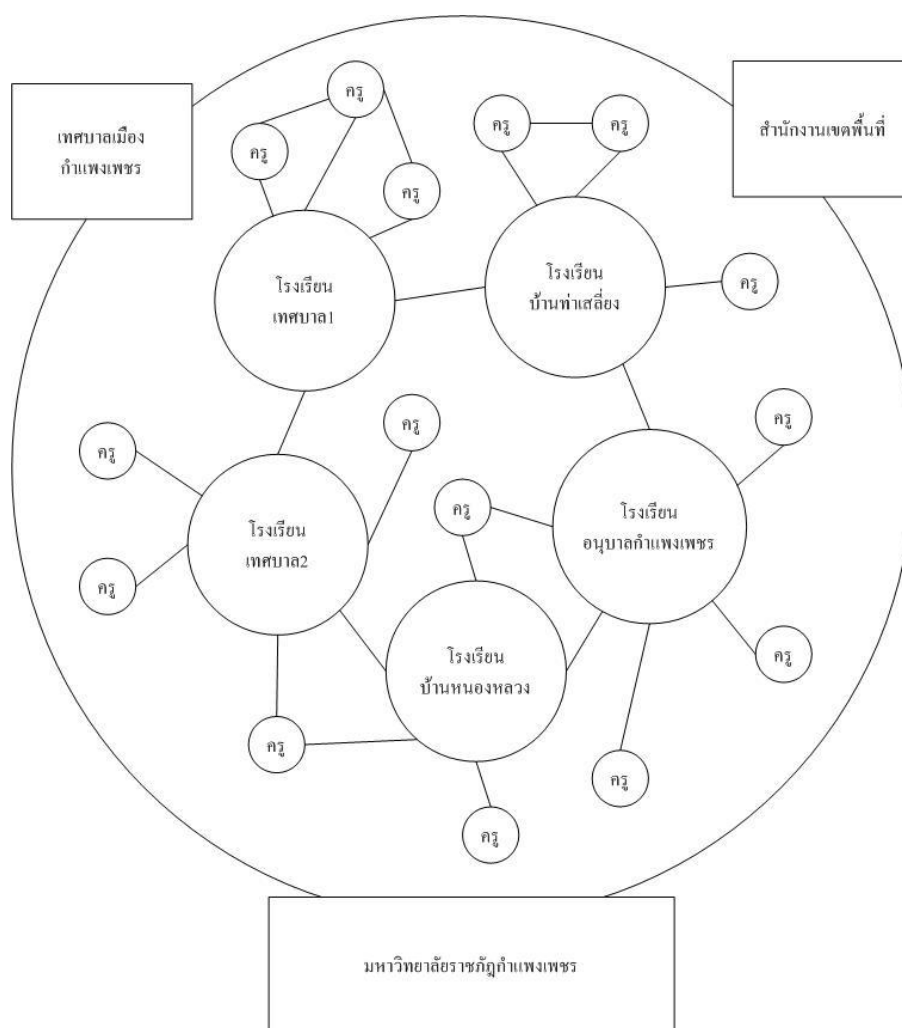 เทศบาลเมือง
กำแพงเพชร
สำนักงานเขตพื้นที่
ครู
ครู
ครู
ครู
ครู
ครู
โรงเรียน
เทศบาล1
โรงเรียน
บ้านท่าเสลี่ยง
ครู
ครู
ครู
ครู
โรงเรียน
เทศบาล2
ครู
โรงเรียน
อนุบาลกำแพงเพชร
ครู
โรงเรียน
บ้านหนองหลวง
ครู
ครู
ครู
ครู
มหาวิทยาลัยราชภัฏกำแพงเพชร